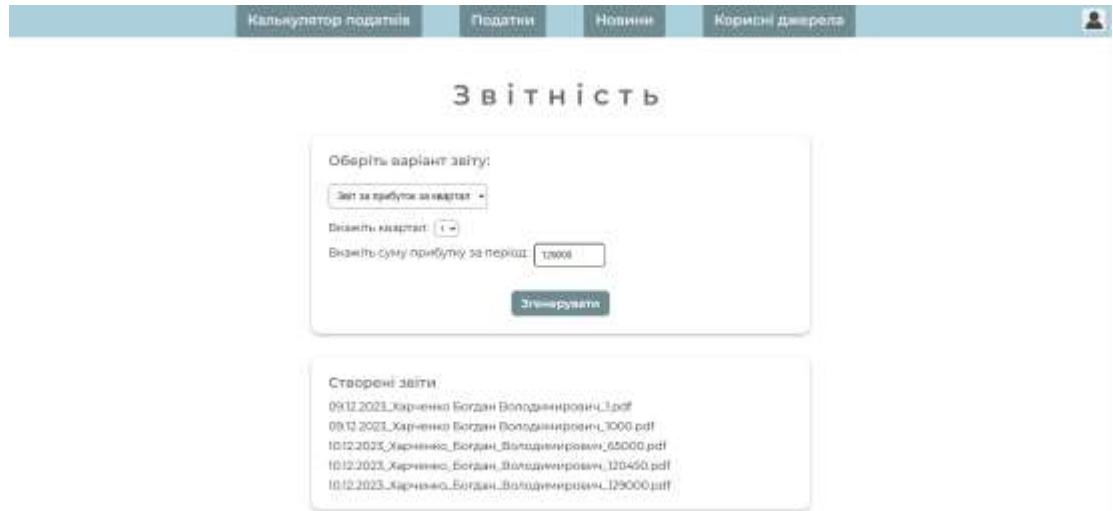 Калькулятор податків Податки Новини Корисні джерела
Звітність
Оберіть варіант звіту:
Звіт за прибуток за квартал
Вкажіть квартал: 1
Вкажіть суму прибутку за період: 129000
Згенерувати
Створені звіти
09.12.2023_Харченко Богдан Володимирович_1.pdf
09.12.2023_Харченко Богдан Володимирович_1000.pdf
10.12.2023_Харченко_Богдан_Володимирович_65000.pdf
10.12.2023_Харченко_Богдан_Володимирович_120450.pdf
10.12.2023_Харченко_Богдан_Володимирович_129000.pdf